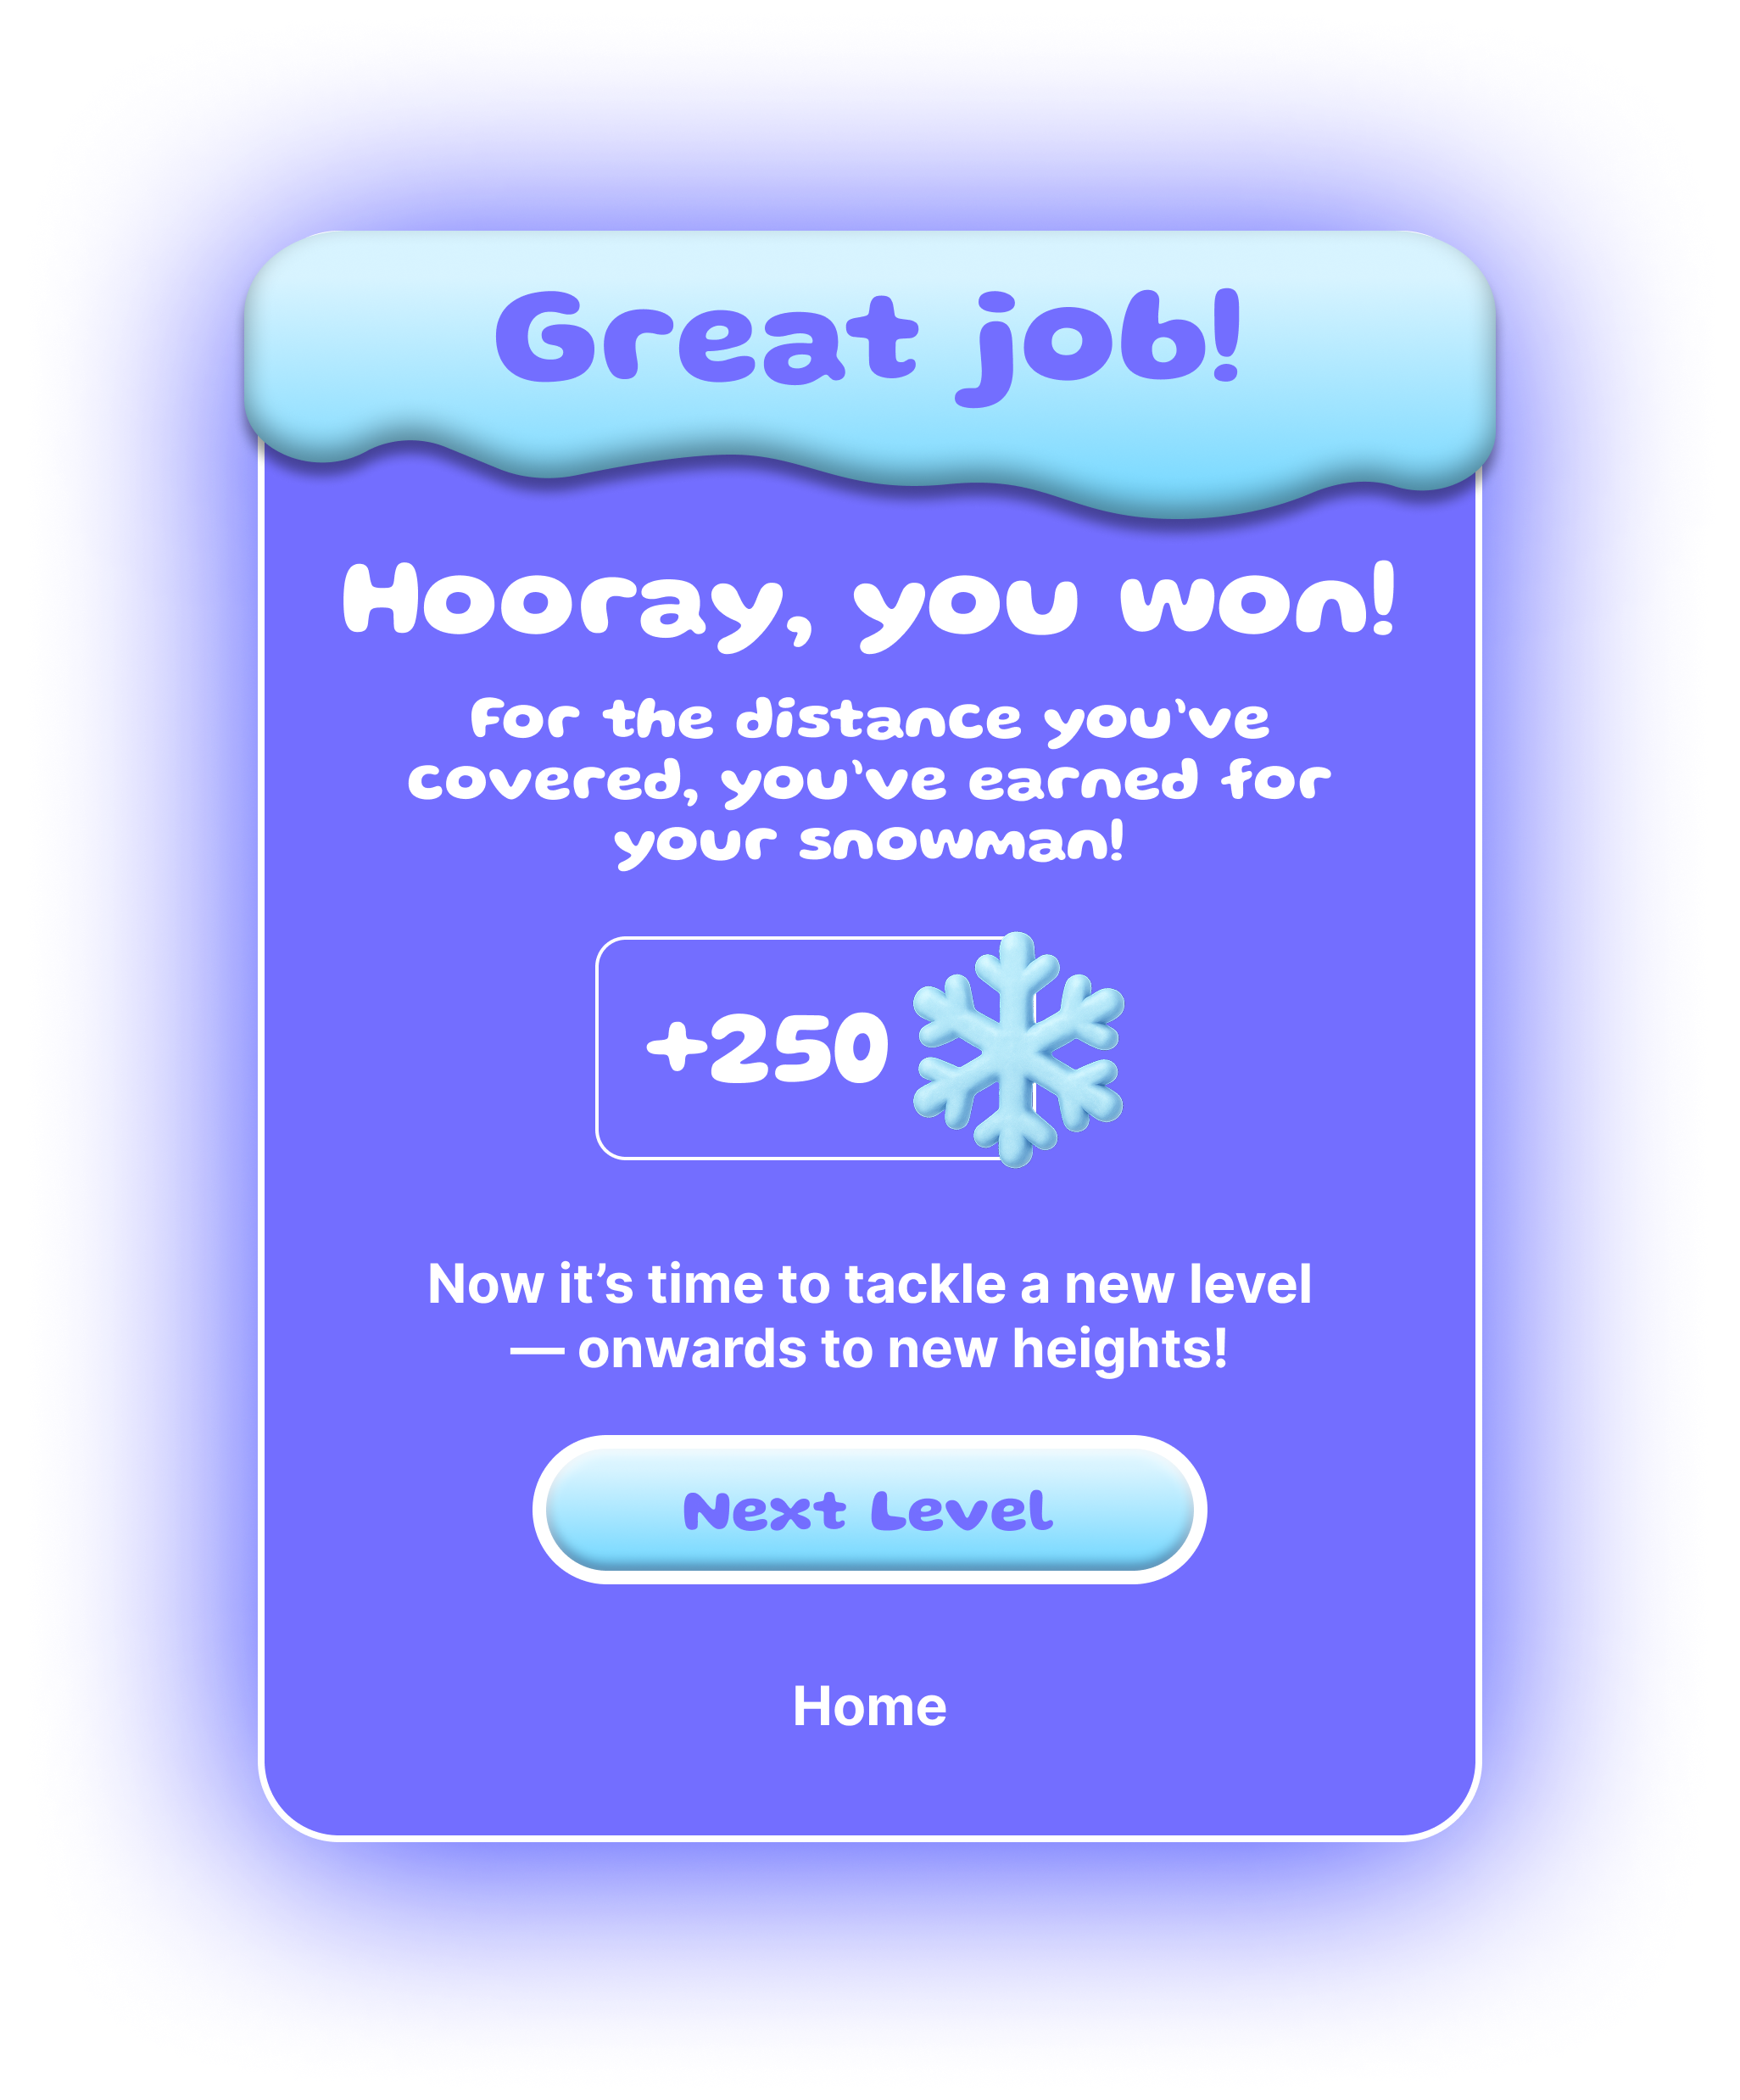 Great job!
Hooray, you won!
For the distance you've
covered, you've earned for
your snowman!
+250
Now it’s time to tackle a new level
— onwards to new heights!
Next Level
Home